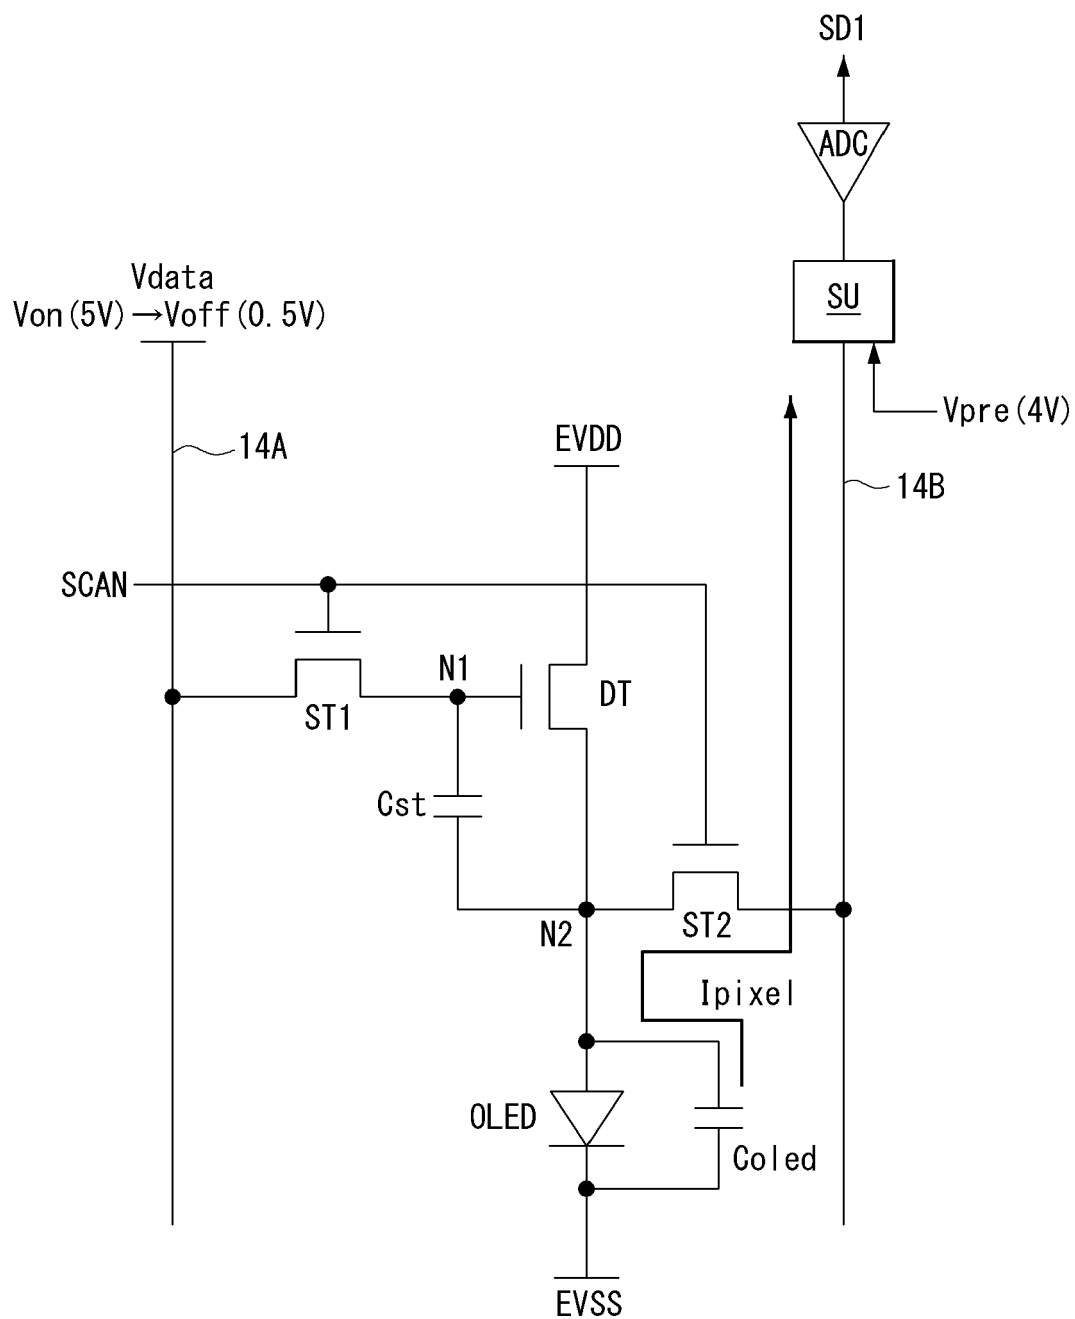 SD1
ADC
SU
Vdata
Von(5V)→Voff(0.5V)
Vpre(4V)
14A
EVDD
14B
SCAN
N1
DT
ST1
Cst
N2
ST2
Ipixel
OLED
Coled
EVSS